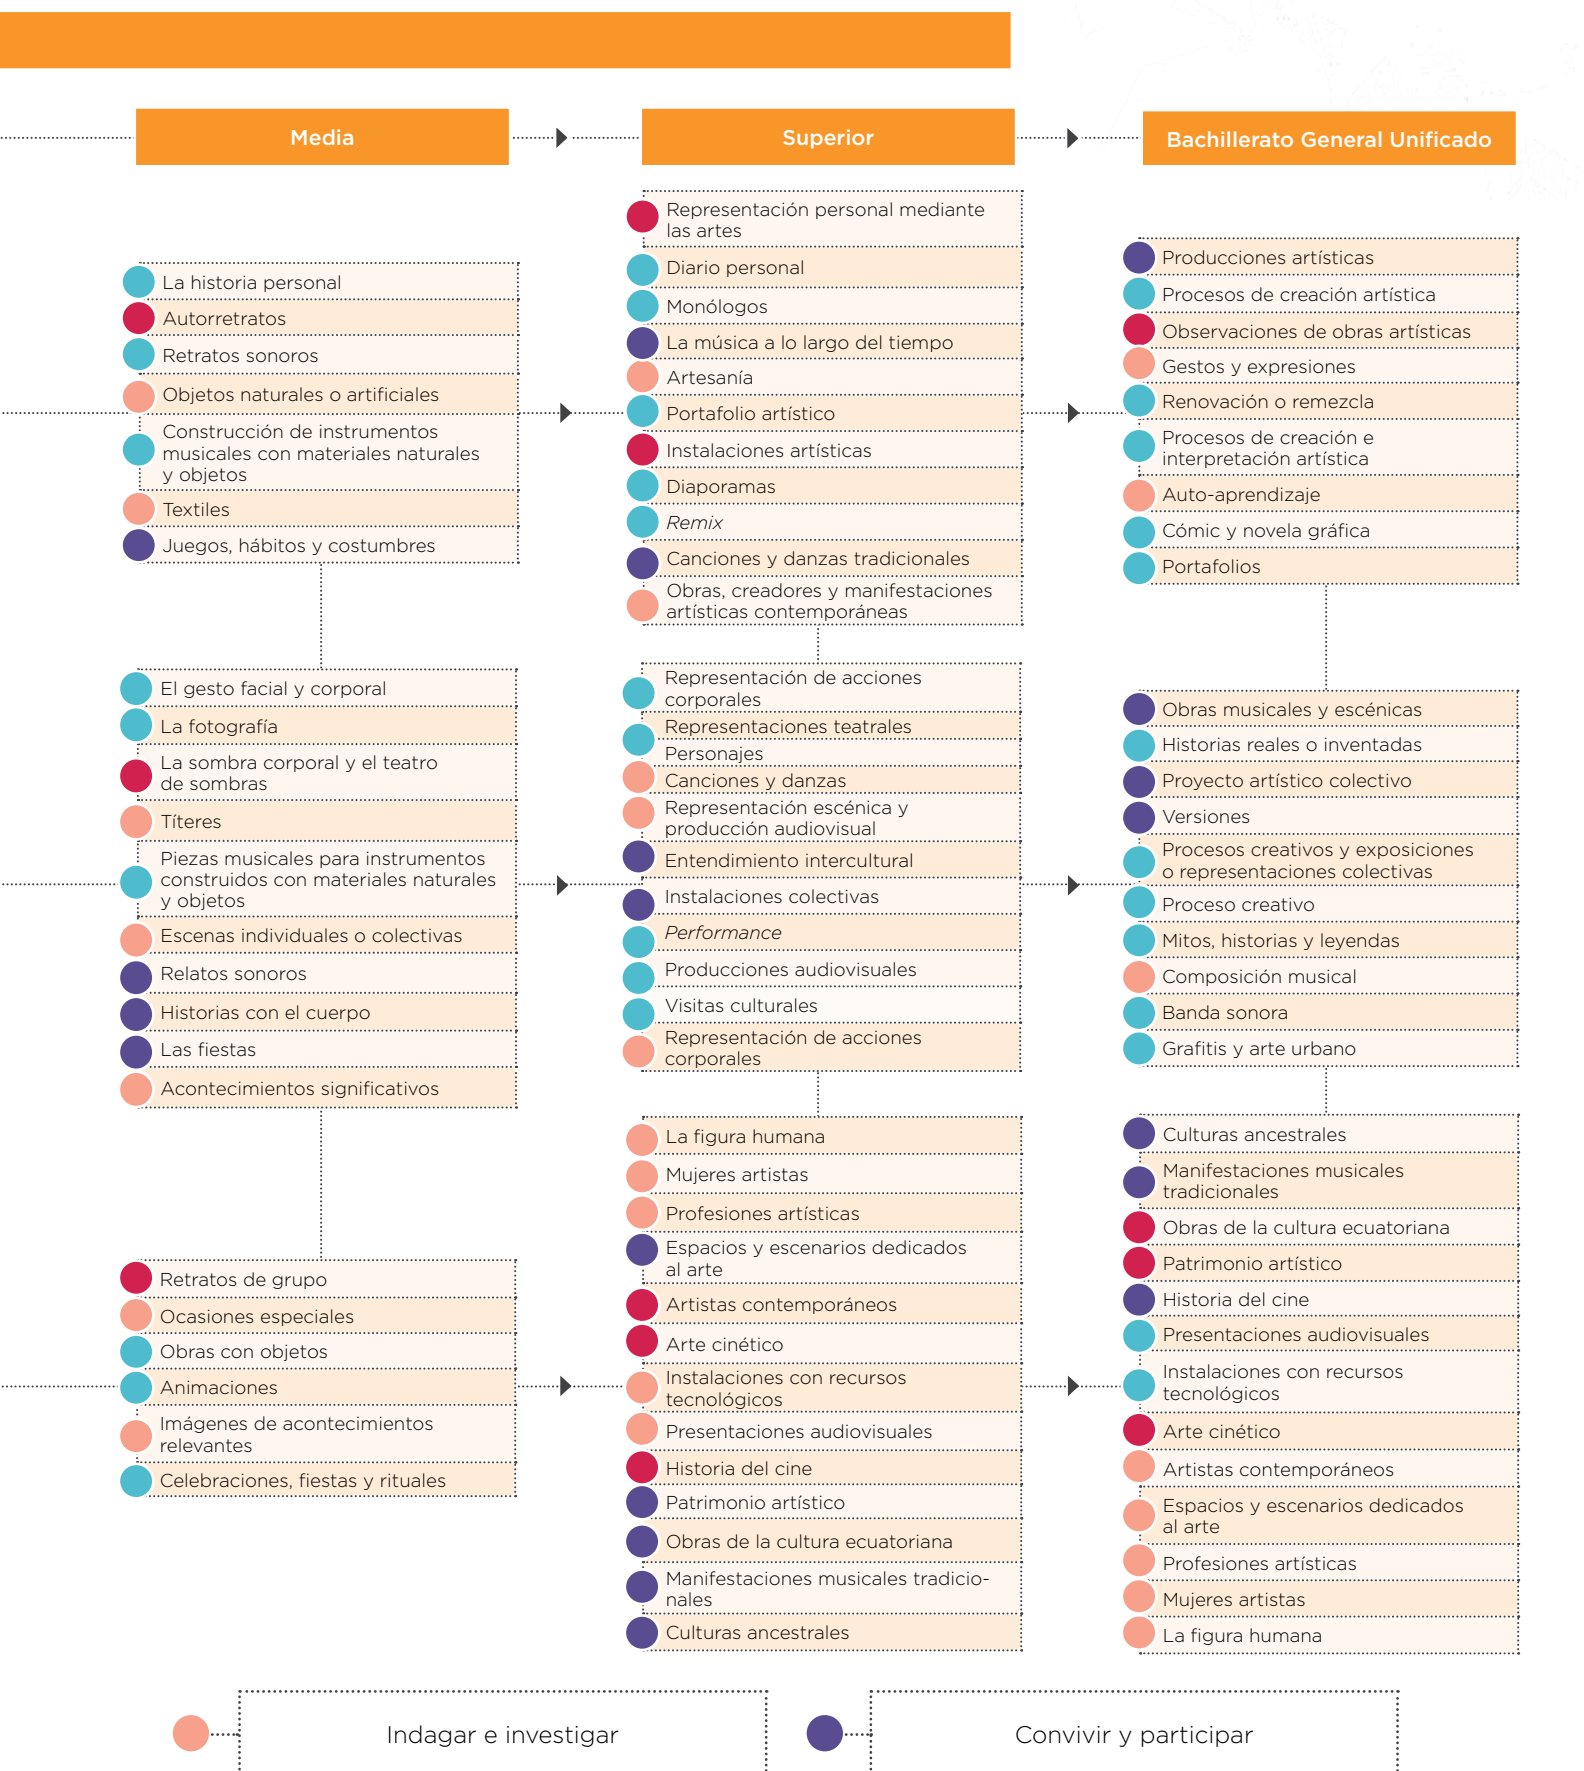 Media
Superior
Bachillerato General Unificado
La historia personal
Autorretratos
Retratos sonoros
Objetos naturales o artificiales
Construcción de instrumentos
musicales con materiales naturales
y objetos
Textiles
Juegos, hábitos y costumbres
Representación personal mediante
las artes
Diario personal
Monólogos
La música a lo largo del tiempo
Artesanía
Portafolio artístico
Instalaciones artísticas
Diaporamas
Remix
Canciones y danzas tradicionales
Obras, creadores y manifestaciones
artísticas contemporáneas
Producciones artísticas
Procesos de creación artística
Observaciones de obras artísticas
Gestos y expresiones
Renovación o remezcla
Procesos de creación e
interpretación artística
Auto-aprendizaje
Cómic y novela gráfica
Portafolios
El gesto facial y corporal
La fotografía
La sombra corporal y el teatro
de sombras
Títeres
Piezas musicales para instrumentos
construidos con materiales naturales
y objetos
Escenas individuales o colectivas
Relatos sonoros
Historias con el cuerpo
Las fiestas
Acontecimientos significativos
Representación de acciones
corporales
Representaciones teatrales
Personajes
Canciones y danzas
Representación escénica y
producción audiovisual
Entendimiento intercultural
Instalaciones colectivas
Performance
Producciones audiovisuales
Visitas culturales
Representación de acciones
corporales
Obras musicales y escénicas
Historias reales o inventadas
Proyecto artístico colectivo
Versiones
Procesos creativos y exposiciones
o representaciones colectivas
Proceso creativo
Mitos, historias y leyendas
Composición musical
Banda sonora
Grafitis y arte urbano
Retratos de grupo
Ocasiones especiales
Obras con objetos
Animaciones
Imágenes de acontecimientos
relevantes
Celebraciones, fiestas y rituales
La figura humana
Mujeres artistas
Profesiones artísticas
Espacios y escenarios dedicados
al arte
Artistas contemporáneos
Arte cinético
Instalaciones con recursos
tecnológicos
Presentaciones audiovisuales
Historia del cine
Patrimonio artístico
Obras de la cultura ecuatoriana
Manifestaciones musicales tradicio-
nales
Culturas ancestrales
Culturas ancestrales
Manifestaciones musicales
tradicionales
Obras de la cultura ecuatoriana
Patrimonio artístico
Historia del cine
Presentaciones audiovisuales
Instalaciones con recursos
tecnológicos
Arte cinético
Artistas contemporáneos
Espacios y escenarios dedicados
al arte
Profesiones artísticas
Mujeres artistas
La figura humana
Indagar e investigar
Convivir y participar